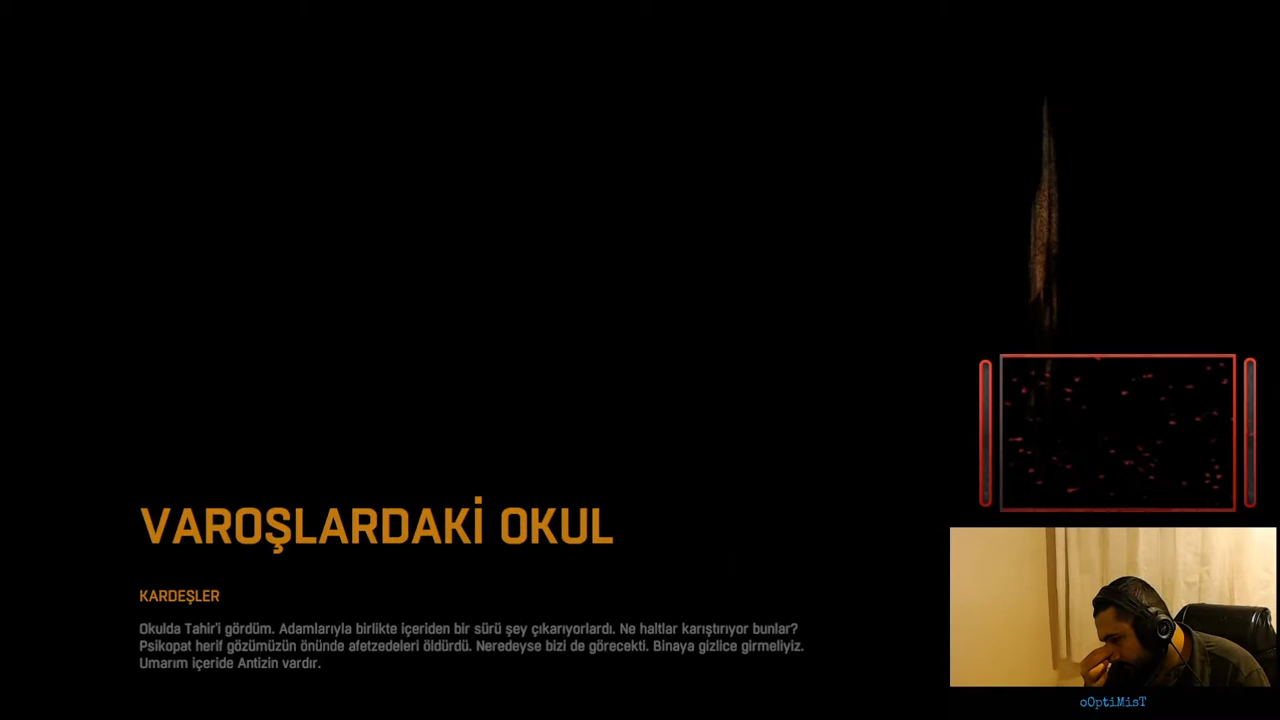 VAROŞLARDAKİ OKUL
KARDEŞLER
Okulda Tahir'i gördüm. Adamlarıyla birlikte içeriden bir sürü şey çıkarıyorlardı. Ne haltlar karıştırıyor bunlar?
Psikopat herif gözümüzün önünde afetzedeleri öldürdü. Neredeyse bizi de görecekti. Binaya gizlice girmeliyiz.
Umarım içeride Antizin vardır.
oOptiMisT